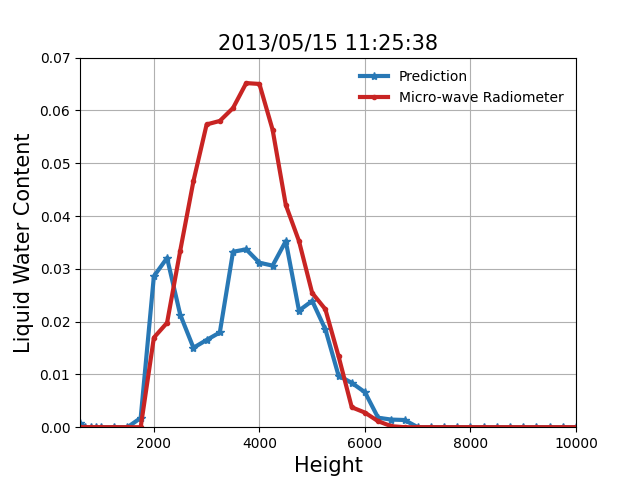 2013/05/15 11:25:38
0.07
0.06
0.05
0.04
0.03
0.02
0.01
0.00
Liquid Water Content
Prediction
Micro-wave Radiometer
2000 4000 6000 8000 10000
Height